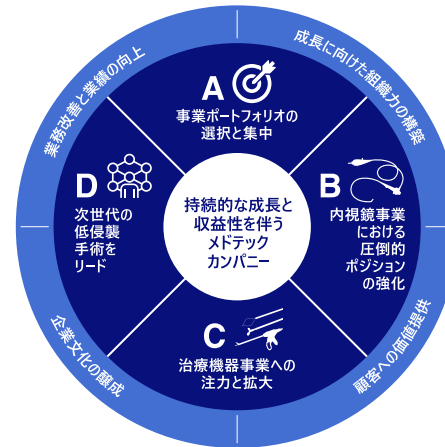 業務改善と業績の向上
成長に向けた組織力の構築
A
事業ポートフォリオの
選択と集中
D
次世代の
低侵襲
手術を
リード
持続的な成長と
収益性を伴う
メドテック
カンパニー
B
内視鏡事業
における
圧倒的
ポジション
の強化
C
治療機器事業への
注力と拡大
企業文化の醸成
顧客への価値提供